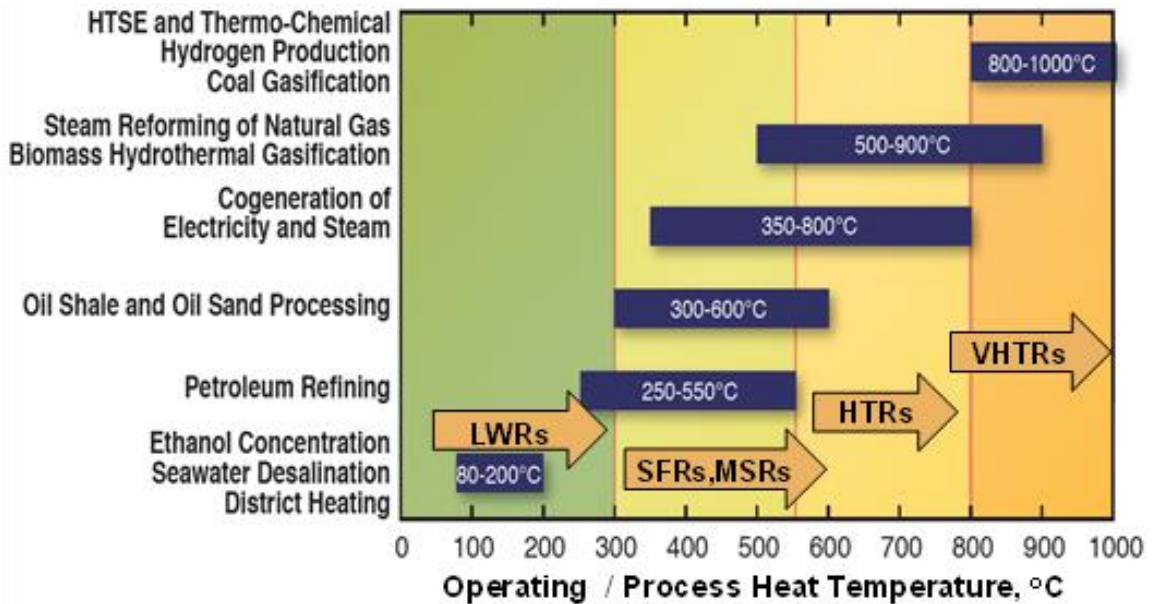 HTSE and Thermo-Chemical
Hydrogen Production
Coal Gasification
800-1000°C
Steam Reforming of Natural Gas
Biomass Hydrothermal Gasification
500-900°C
Cogeneration of
Electricity and Steam
350-800°C
Oil Shale and Oil Sand Processing
300-600°C
VHTRs
Petroleum Refining
250-550°C
HTRs
LWRs
Ethanol Concentration
Seawater Desalination
District Heating
80-200°C
SFRs,MSRs
0 100 200 300 400 500 600 700 800 900 1000
Operating / Process Heat Temperature, °C